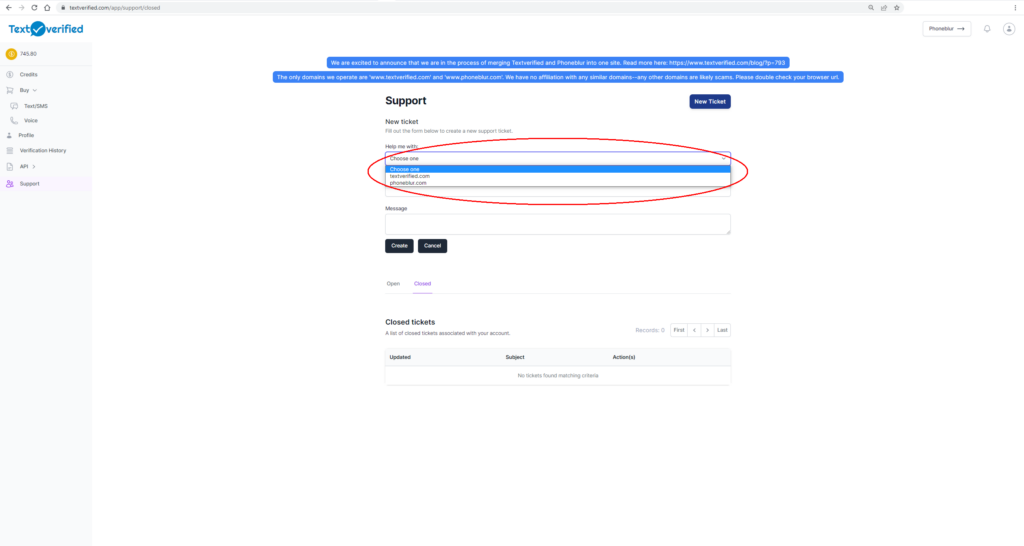 textverified.com/app/support/closed
Textverified
Phoneblur →
745.80
Credits
Buy
Text/SMS
Voice
Profile
Verification History
API
Support
We are excited to announce that we are in the process of merging Textverified and Phoneblur into one site. Read more here: https://www.textverified.com/blog/?p=793
The only domains we operate are 'www.textverified.com' and 'www.phoneblur.com'. We have no affiliation with any similar domains--any other domains are likely scams. Please double check your browser url.
Support
New Ticket
New ticket
Fill out the form below to create a new support ticket.
Help me with:
Choose one
Choose one
textverified.com
phoneblur.com
Message
Create Cancel
Open Closed
Closed tickets
A list of closed tickets associated with your account.
Records: 0 First < > Last
Updated Subject Action(s)
No tickets found matching criteria